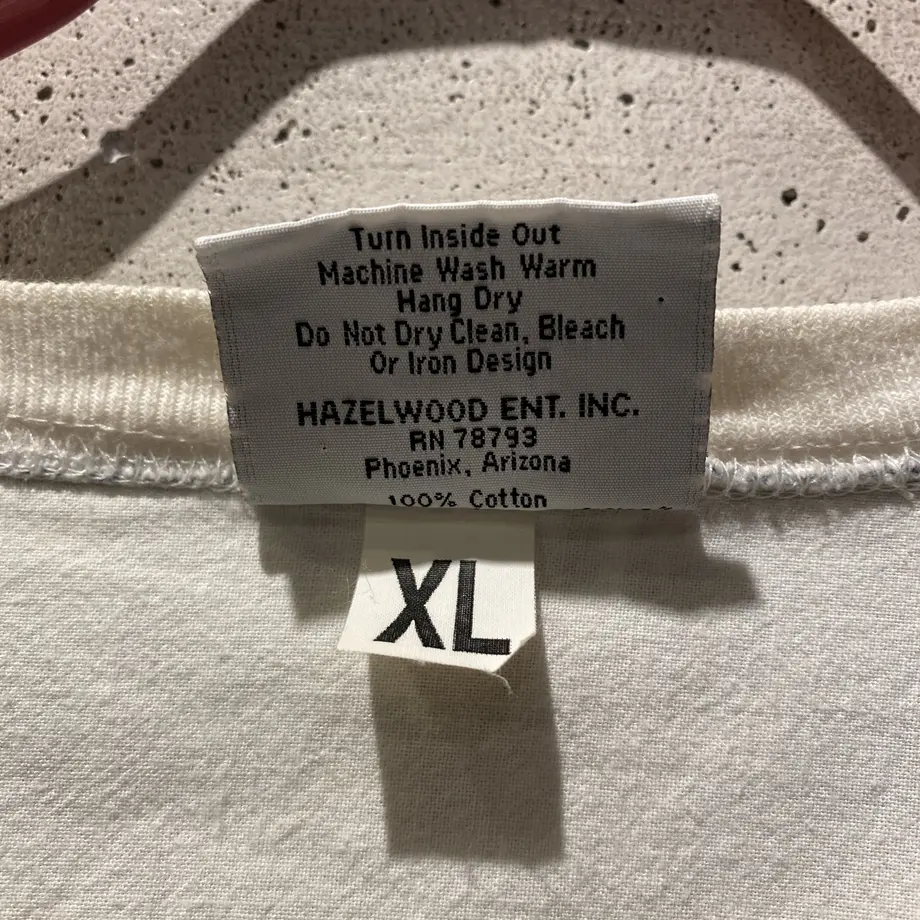 Turn Inside Out
Machine Wash Warm
Hang Dry
Do Not Dry Clean, Bleach
Or Iron Design
HAZELWOOD ENT. INC.
RN 78793
Phoenix, Arizona
100% Cotton
XL